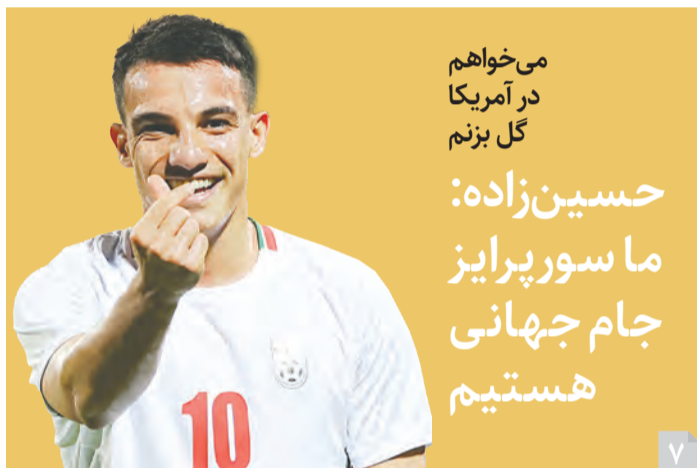 می‌خواهم
در آمریکا
گل بزنم
حسین‌زاده:
ما سورپرایز
جام جهانی
هستیم
10
۷